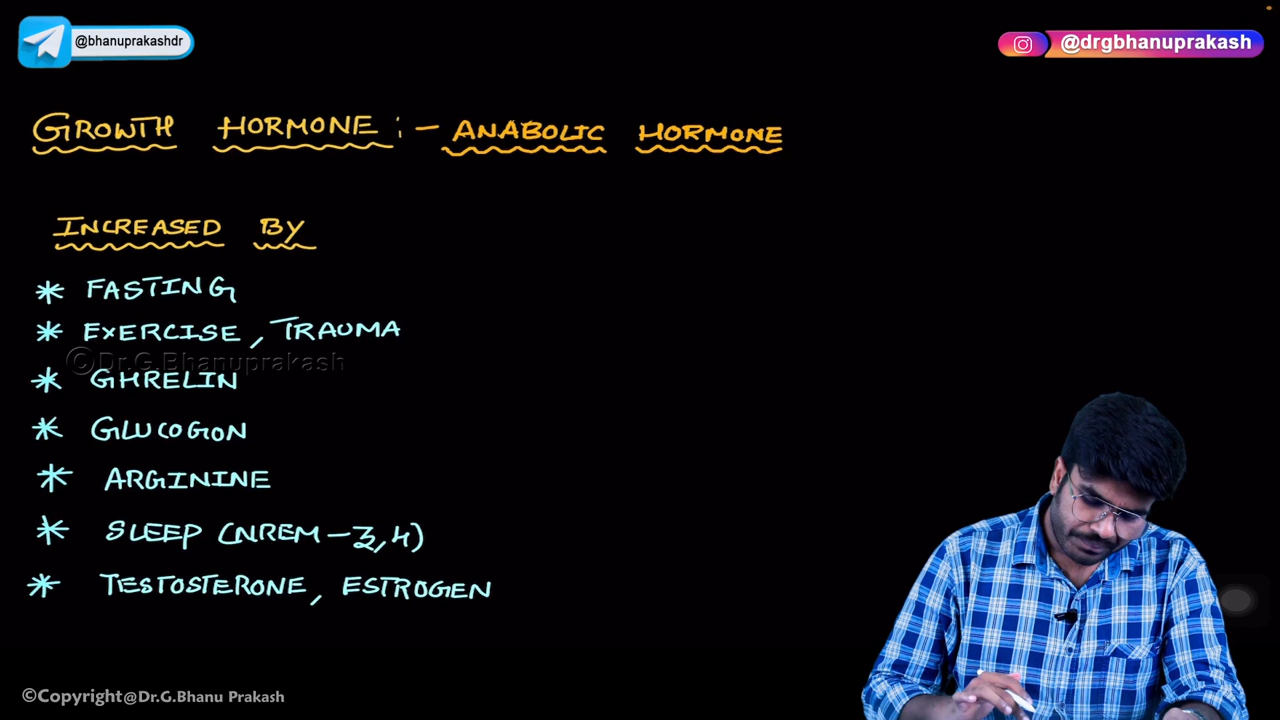 @bhanuprakashdr
@drgbhanuprakash
GROWTH HORMONE :- ANABOLIC HORMONE
INCREASED BY
* FASTING
* EXERCISE, TRAUMA
©Dr.G.Bhanuprakash
* GHRELIN
* GLUCOGON
* ARGININE
* SLEEP (NREM-3,4)
* TESTOSTERONE, ESTROGEN
©Copyright@Dr.G.Bhanu Prakash